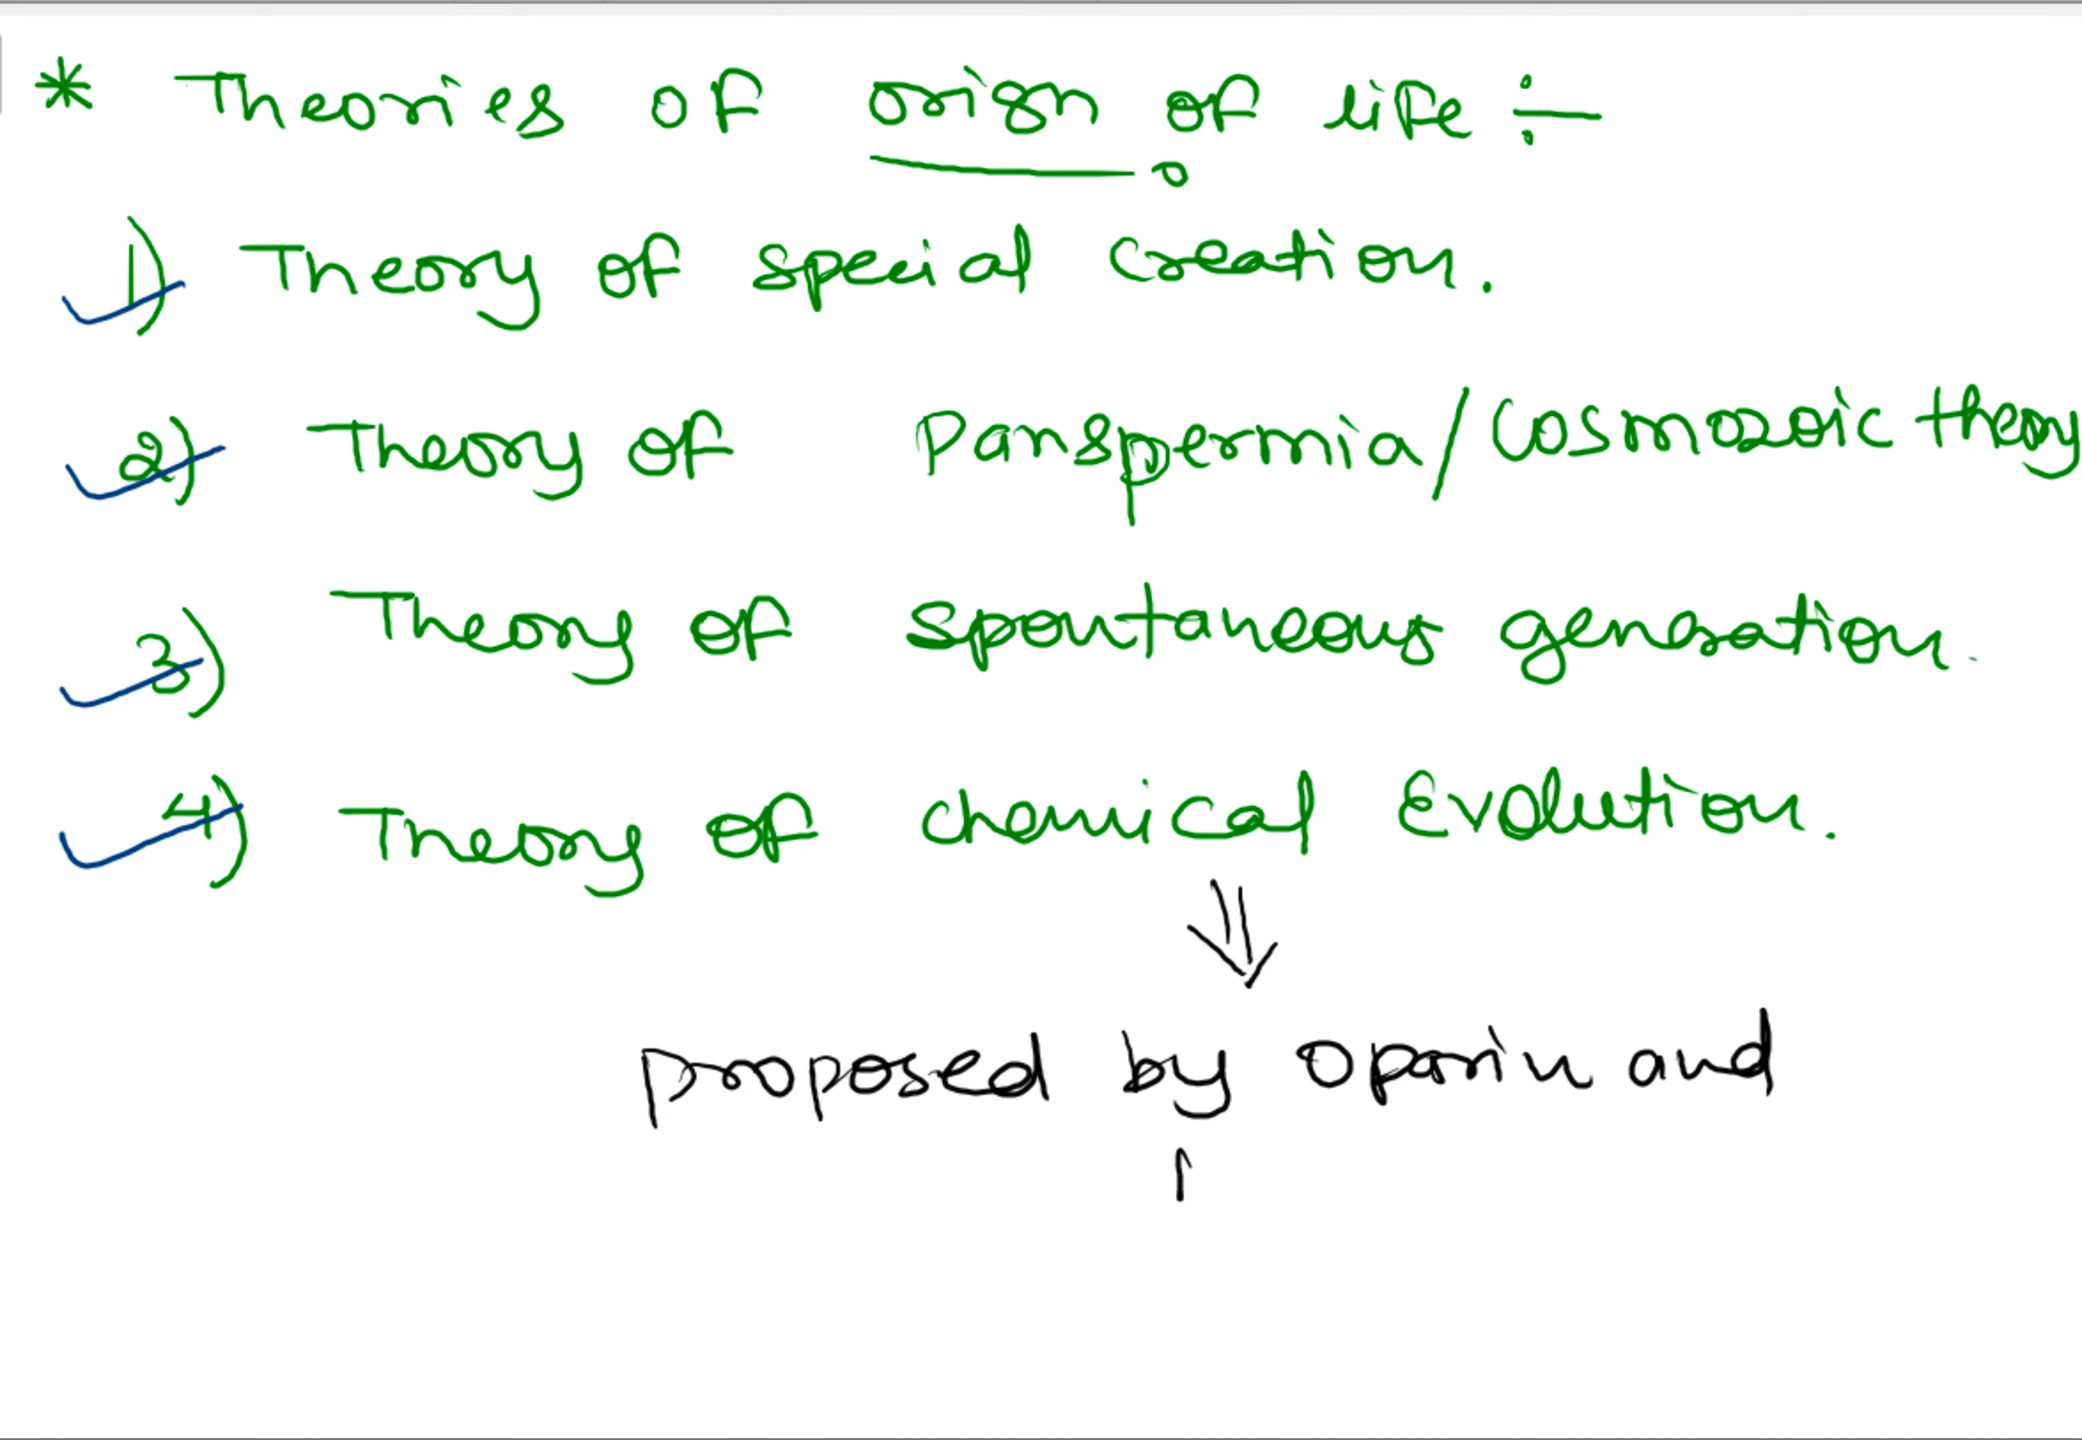 * Theories of orign of life :-
1) Theory of special creation.
2) Theory of Panspermia/Cosmozoic theory
3) Theory of spontaneous generation.
4) Theory of chemical Evolution.
⇓
proposed by oparin and